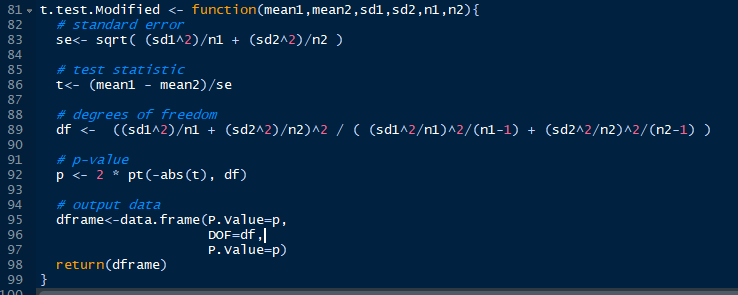 81 t.test.Modified <- function(mean1,mean2,sd1,sd2,n1,n2){
82 # standard error
83 se<- sqrt( (sd1^2)/n1 + (sd2^2)/n2 )
84
85 # test statistic
86 t<- (mean1 - mean2)/se
87
88 # degrees of freedom
89 df <-  ((sd1^2)/n1 + (sd2^2)/n2)^2 / ( (sd1^2/n1)^2/(n1-1) + (sd2^2/n2)^2/(n2-1) )
90
91 # p-value
92 p <- 2 * pt(-abs(t), df)
93
94 # output data
95 dframe<-data.frame(P.Value=p,
96 DOF=df,
97 P.Value=p)
98 return(dframe)
99 }
100